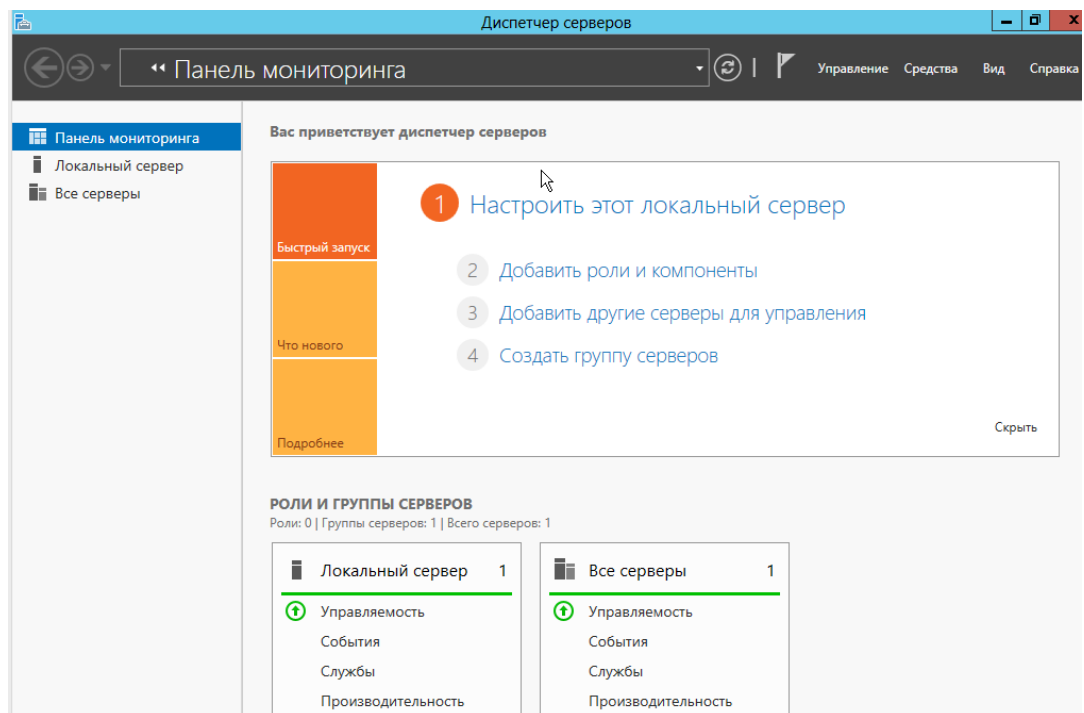 Диспетчер серверов
Панель мониторинга
Управление Средства Вид Справка
Панель мониторинга
Локальный сервер
Все серверы
Вас приветствует диспетчер серверов
Быстрый запуск
Что нового
Подробнее
1 Настроить этот локальный сервер
2 Добавить роли и компоненты
3 Добавить другие серверы для управления
4 Создать группу серверов
Скрыть
РОЛИ И ГРУППЫ СЕРВЕРОВ
Роли: 0 | Группы серверов: 1 | Всего серверов: 1
Локальный сервер 1
Управляемость
События
Службы
Производительность
Все серверы 1
Управляемость
События
Службы
Производительность